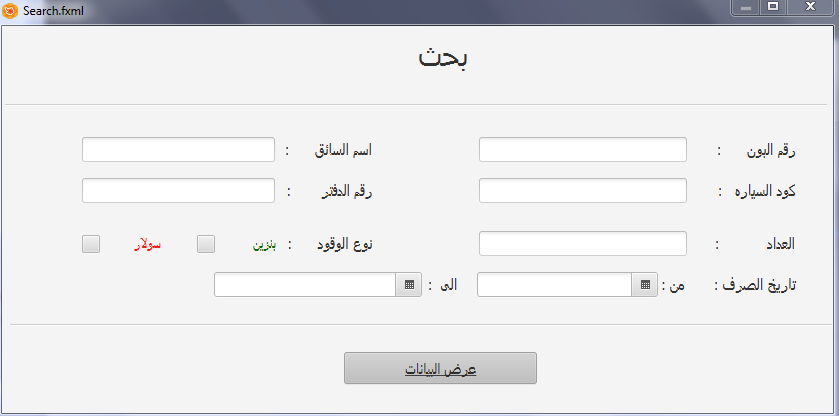 Search.fxml
بحث
رقم البون : اسم السائق :
كود السياره : رقم الدفتر :
العداد : نوع الوقود : بنزين سولار
تاريخ الصرف : من : الى :
عرض البيانات